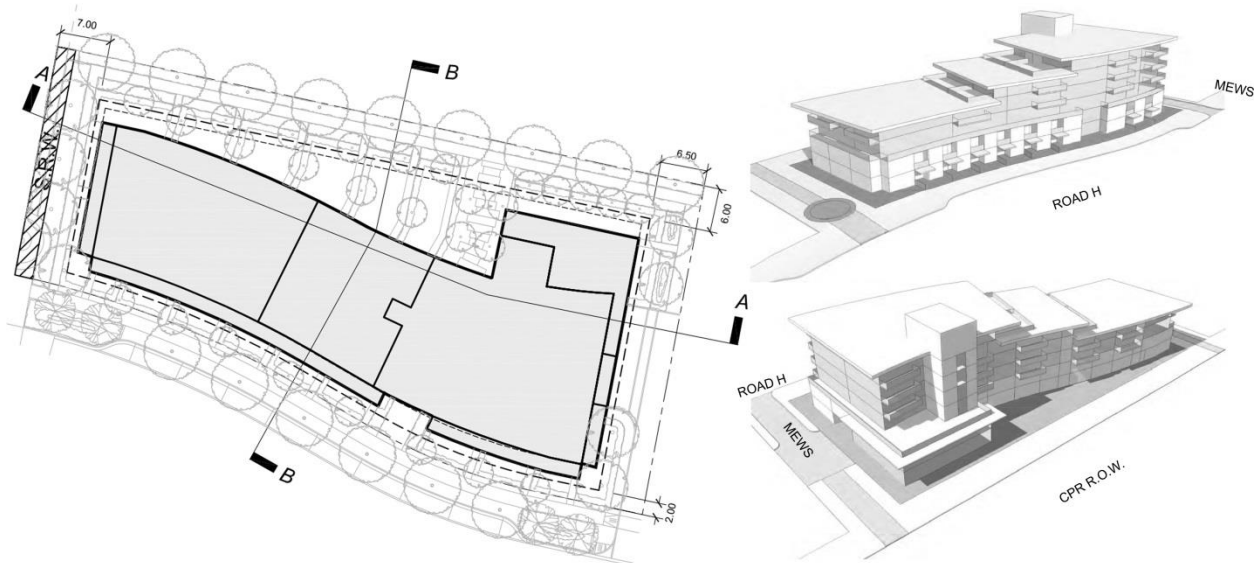 7.00
A
B
S.R.W.
6.50
6.00
A
B
2.00
MEWS
ROAD H
ROAD H
MEWS
CPR R.O.W.